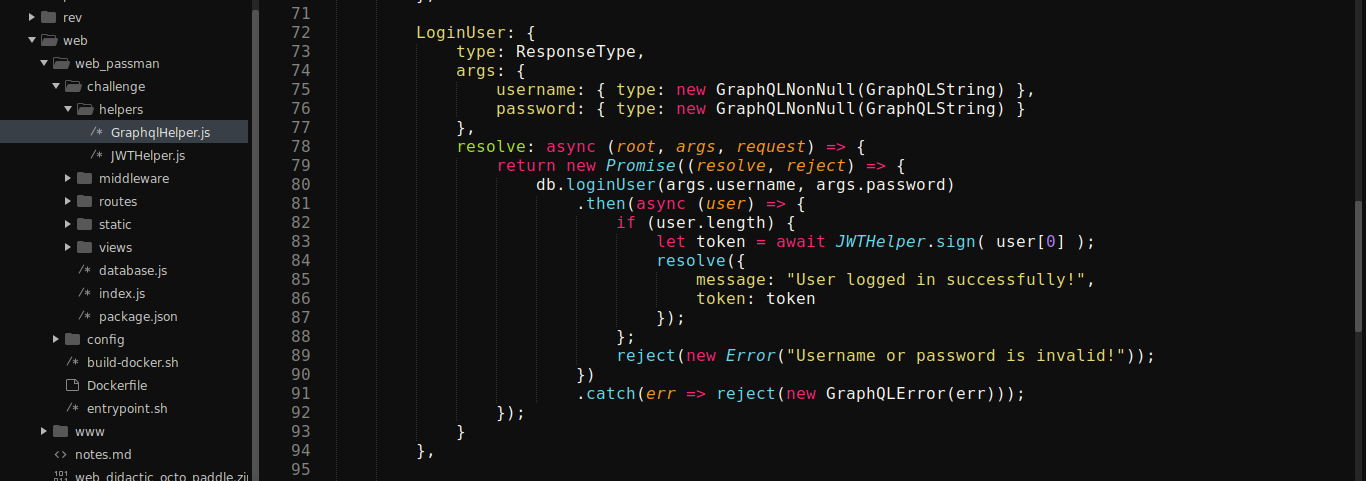 rev
web
web_passman
challenge
helpers
/* GraphqlHelper.js
/* JWTHelper.js
middleware
routes
static
views
/* database.js
/* index.js
/* package.json
config
/* build-docker.sh
Dockerfile
/* entrypoint.sh
www
<> notes.md
web_didactic_octo_paddle.zi
71
72 LoginUser: {
73 type: ResponseType,
74 args: {
75 username: { type: new GraphQLNonNull(GraphQLString) },
76 password: { type: new GraphQLNonNull(GraphQLString) }
77 },
78 resolve: async (root, args, request) => {
79 return new Promise((resolve, reject) => {
80 db.loginUser(args.username, args.password)
81 .then(async (user) => {
82 if (user.length) {
83 let token = await JWTHelper.sign( user[0] );
84 resolve({
85 message: "User logged in successfully!",
86 token: token
87 });
88 };
89 reject(new Error("Username or password is invalid!"));
90 })
91 .catch(err => reject(new GraphQLError(err)));
92 });
93 }
94 },
95